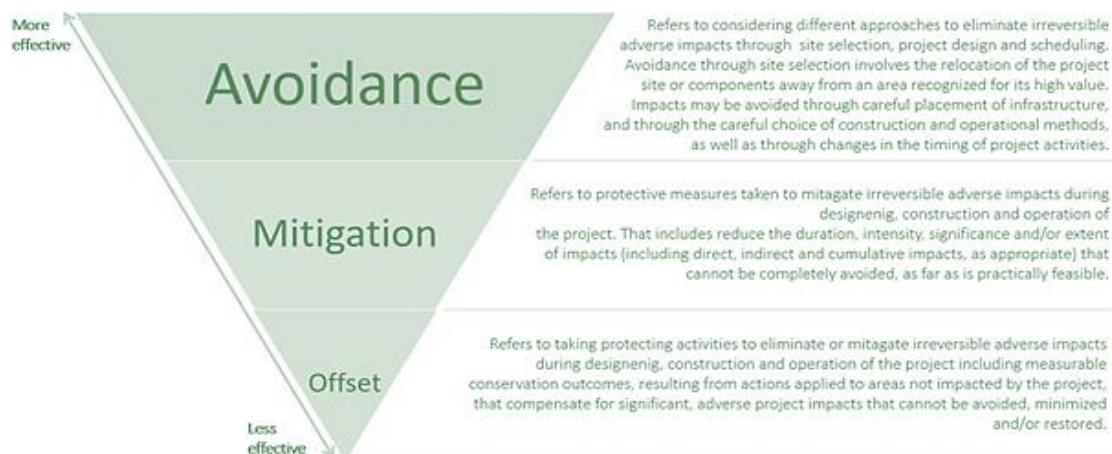 More
effective
Avoidance
Refers to considering different approaches to eliminate irreversible
adverse impacts through site selection, project design and scheduling.
Avoidance through site selection involves the relocation of the project
site or components away from an area recognized for its high value.
Impacts may be avoided through careful placement of infrastructure,
and through the careful choice of construction and operational methods,
as well as through changes in the timing of project activities.
Mitigation
Refers to protective measures taken to mitagate irreversible adverse impacts during
designenig, construction and operation of
the project. That includes reduce the duration, intensity, significance and/or extent
of impacts (including direct, indirect and cumulative impacts, as appropriate) that
cannot be completely avoided, as far as is practically feasible.
Offset
Refers to taking protecting activities to eliminate or mitagate irreversible adverse impacts
during designenig, construction and operation of the project including measurable
conservation outcomes, resulting from actions applied to areas not impacted by the project,
that compensate for significant, adverse project impacts that cannot be avoided, minimized
and/or restored.
Less
effective